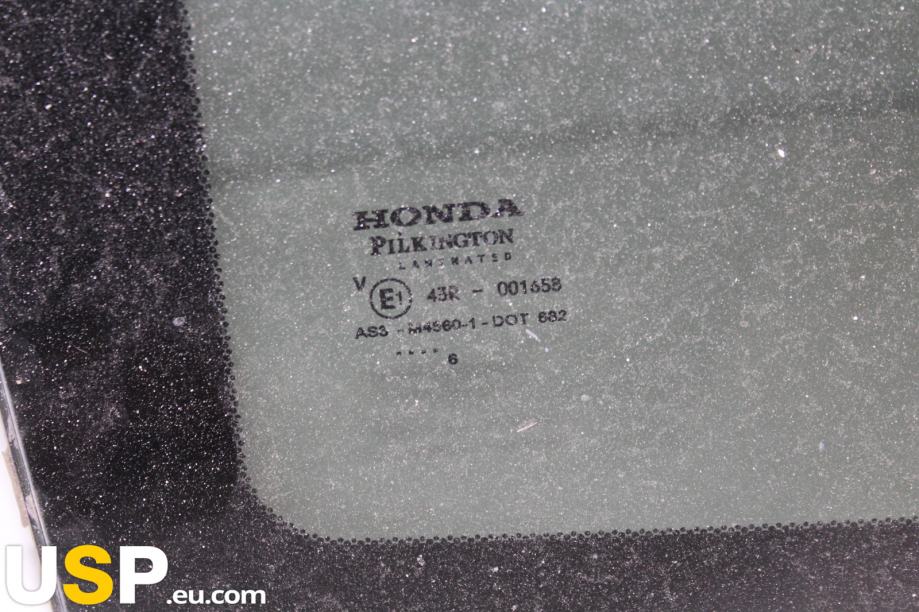 HONDA
PILKINGTON
LAMINATED
V
E1 43R - 001658
AS3 - M4560-1 - DOT 682
.... 6
USP.eu.com